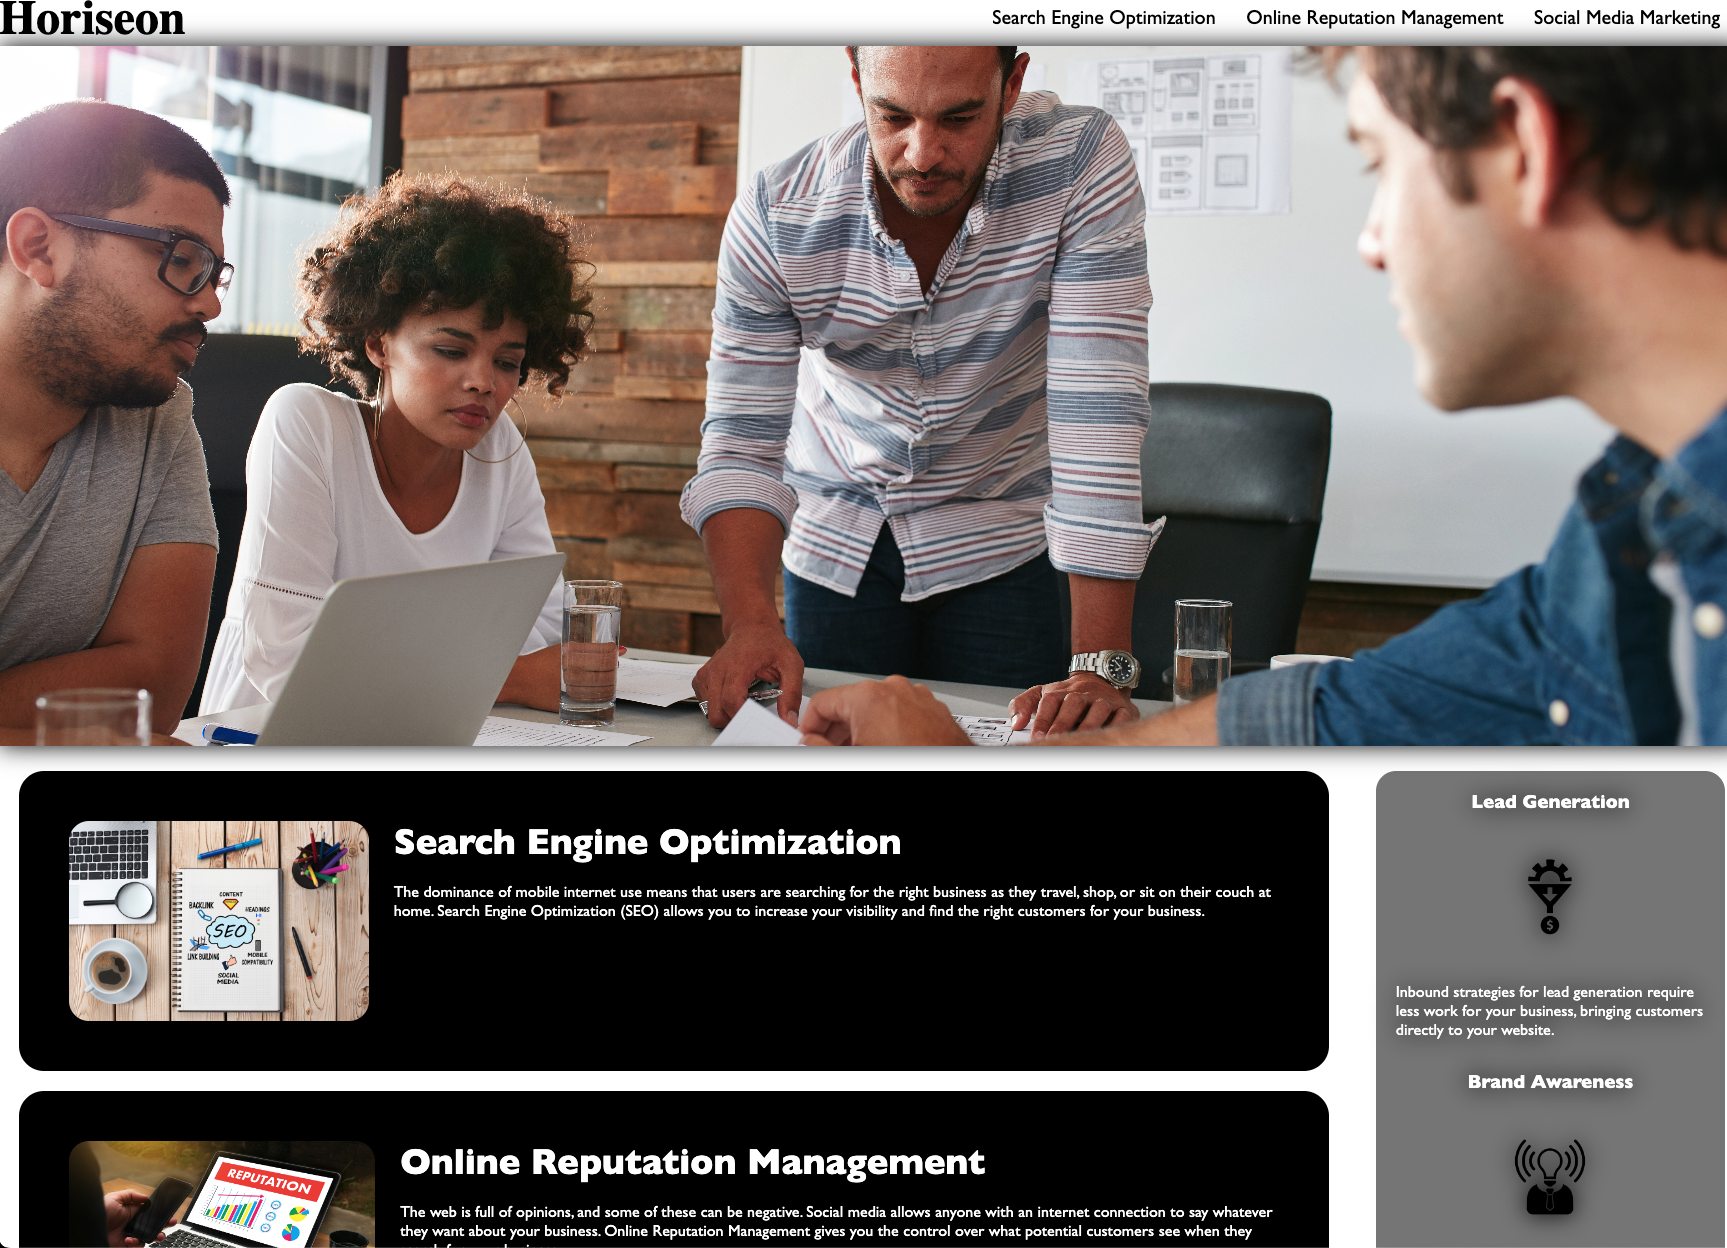 Horiseon
Search Engine Optimization
Online Reputation Management
Social Media Marketing
Search Engine Optimization
The dominance of mobile internet use means that users are searching for the right business as they travel, shop, or sit on their couch at
home. Search Engine Optimization (SEO) allows you to increase your visibility and find the right customers for your business.
CONTENT
BACKLINK
HEADINGS
SEO
LINK BUILDING
MOBILE
COMPATIBILITY
SOCIAL
MEDIA
Online Reputation Management
The web is full of opinions, and some of these can be negative. Social media allows anyone with an internet connection to say whatever
they want about your business. Online Reputation Management gives you the control over what potential customers see when they
REPUTATION
Lead Generation
$
Inbound strategies for lead generation require
less work for your business, bringing customers
directly to your website.
Brand Awareness